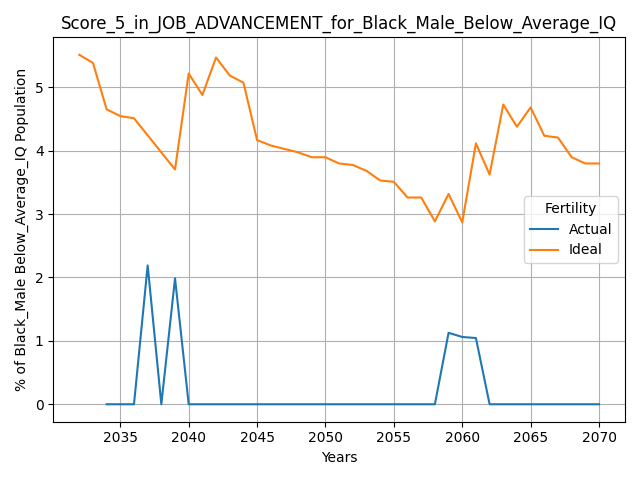 Score_5_in_JOB_ADVANCEMENT_for_Black_Male_Below_Average_IQ
% of Black_Male Below_Average_IQ Population
5
4
3
2
1
0
Fertility
Actual
Ideal
2035 2040 2045 2050 2055 2060 2065 2070
Years